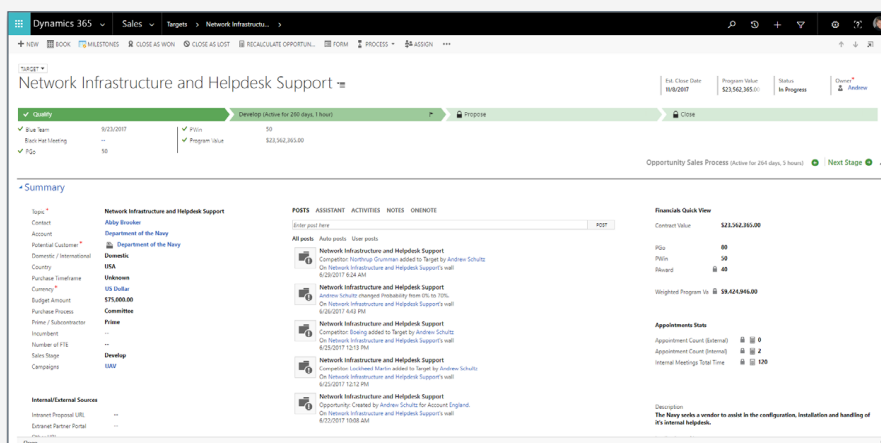 Dynamics 365 Sales Targets > Network Infrastructu... >
+ NEW BOOK MILESTONES CLOSE AS WON CLOSE AS LOST RECALCULATE OPPORTUN... FORM PROCESS ASSIGN ...
TARGET
Network Infrastructure and Helpdesk Support
Est. Close Date Program Value Status Owner*
11/8/2017 $23,562,365.00 In Progress Andrew
Qualify Develop (Active for 260 days, 1 hour) Propose Close
Blue Team 9/23/2017 PWin 50
Black Hat Meeting -- Program Value $23,562,365.00
PGo 50
Opportunity Sales Process (Active for 264 days, 5 hours) Next Stage
Summary
Topic* Network Infrastructure and Helpdesk Support
Contact Abby Brouker
Account Department of the Navy
Potential Customer* Department of the Navy
Domestic / International Domestic
Country USA
Purchase Timeframe Unknown
Currency* US Dollar
Budget Amount $75,000.00
Purchase Process Committee
Prime / Subcontractor Prime
Incumbent --
Number of FTE --
Sales Stage Develop
Campaigns UAV
Internal/External Sources
Intranet Proposal URL --
Extranet Partner Portal --
POSTS ASSISTANT ACTIVITIES NOTES ONENOTE
Enter post here POST
All posts Auto posts User posts
Network Infrastructure and Helpdesk Support
Competitor: Northrup Grumman added to Target by Andrew Schultz
On Network Infrastructure and Helpdesk Support's wall
6/29/2017 6:24 AM
Network Infrastructure and Helpdesk Support
Andrew Schultz changed Probability from 0% to 70%.
On Network Infrastructure and Helpdesk Support's wall
6/26/2017 4:43 PM
Network Infrastructure and Helpdesk Support
Competitor: Boeing added to Target by Andrew Schultz
On Network Infrastructure and Helpdesk Support's wall
6/25/2017 12:13 PM
Network Infrastructure and Helpdesk Support
Competitor: Lockheed Martin added to Target by Andrew Schultz
On Network Infrastructure and Helpdesk Support's wall
6/25/2017 12:12 PM
Network Infrastructure and Helpdesk Support
Opportunity: Created by Andrew Schultz for Account England.
On Network Infrastructure and Helpdesk Support's wall
6/22/2017 10:08 AM
Financials Quick View
Contract Value $23,562,365.00
PGo 80
PWin 50
PAward 40
Weighted Program Va $9,424,946.00
Appointments Stats
Appointment Count (External) 0
Appointment Count (Internal) 2
Internal Meetings Total Time 120
Description
The Navy seeks a vendor to assist in the configuration, installation and handling of
it's internal helpdesk.